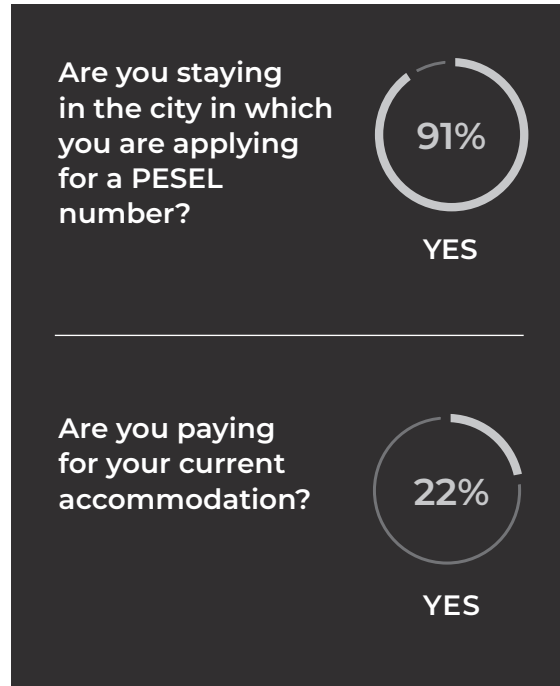 Are you staying
in the city in which
you are applying
for a PESEL
number?
91%
YES
Are you paying
for your current
accommodation?
22%
YES